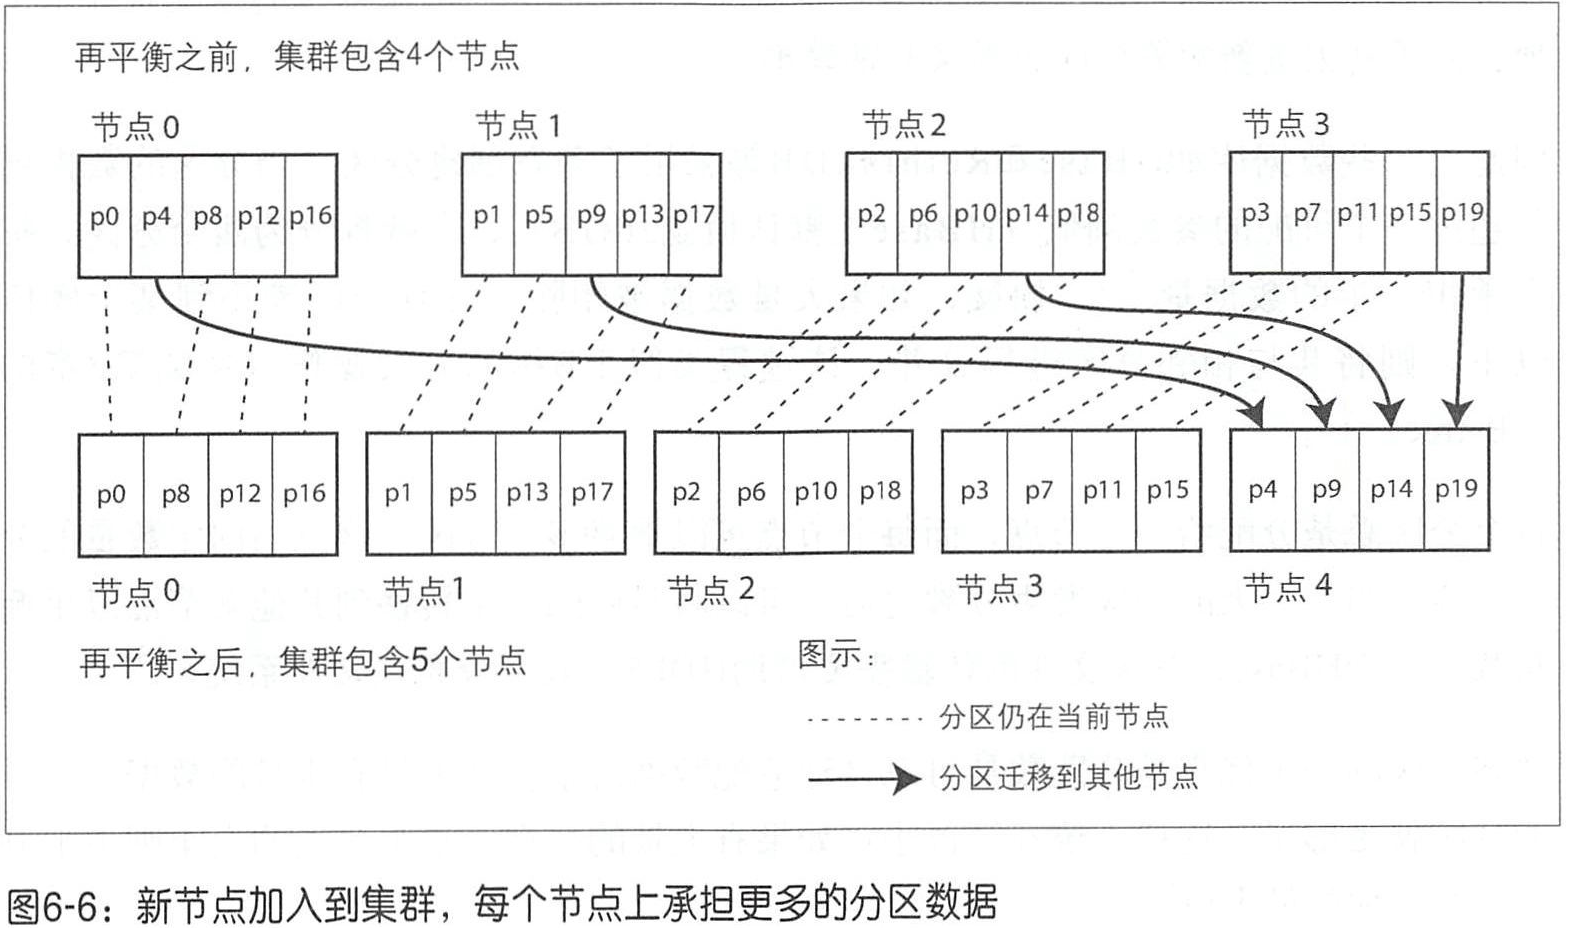 再平衡之前，集群包含4个节点
节点0 节点1 节点2 节点3
p0 p4 p8 p12 p16 p1 p5 p9 p13 p17 p2 p6 p10 p14 p18 p3 p7 p11 p15 p19
p0 p8 p12 p16 p1 p5 p13 p17 p2 p6 p10 p18 p3 p7 p11 p15 p4 p9 p14 p19
节点0 节点1 节点2 节点3 节点4
再平衡之后，集群包含5个节点
图示：
分区仍在当前节点
分区迁移到其他节点
图6-6：新节点加入到集群，每个节点上承担更多的分区数据